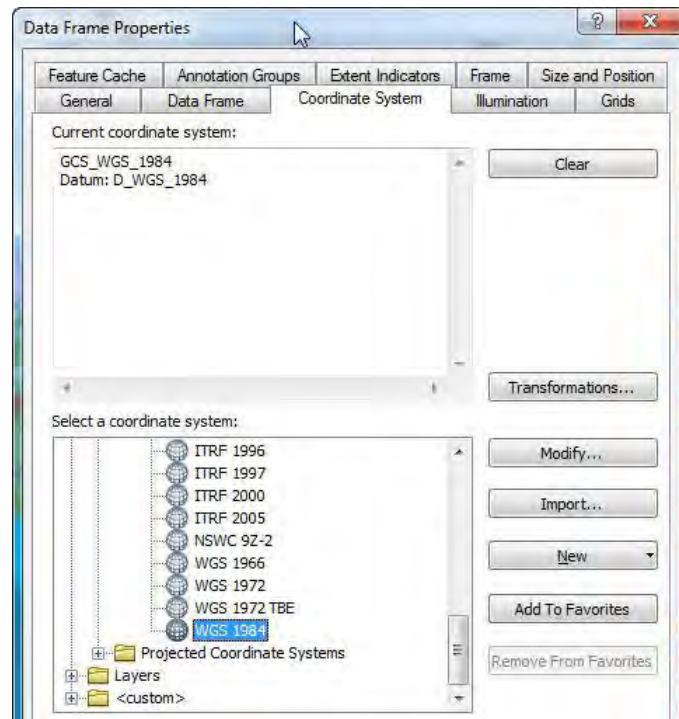 Data Frame Properties
?
Feature Cache
Annotation Groups
Extent Indicators
Frame
Size and Position
General
Data Frame
Coordinate System
Illumination
Grids
Current coordinate system:
GCS_WGS_1984
Datum: D_WGS_1984
Clear
Transformations...
Select a coordinate system:
ITRF 1996
ITRF 1997
ITRF 2000
ITRF 2005
NSWC 9Z-2
WGS 1966
WGS 1972
WGS 1972 TBE
WGS 1984
Projected Coordinate Systems
Layers
<custom>
Modify...
Import...
New
Add To Favorites
Remove From Favorites